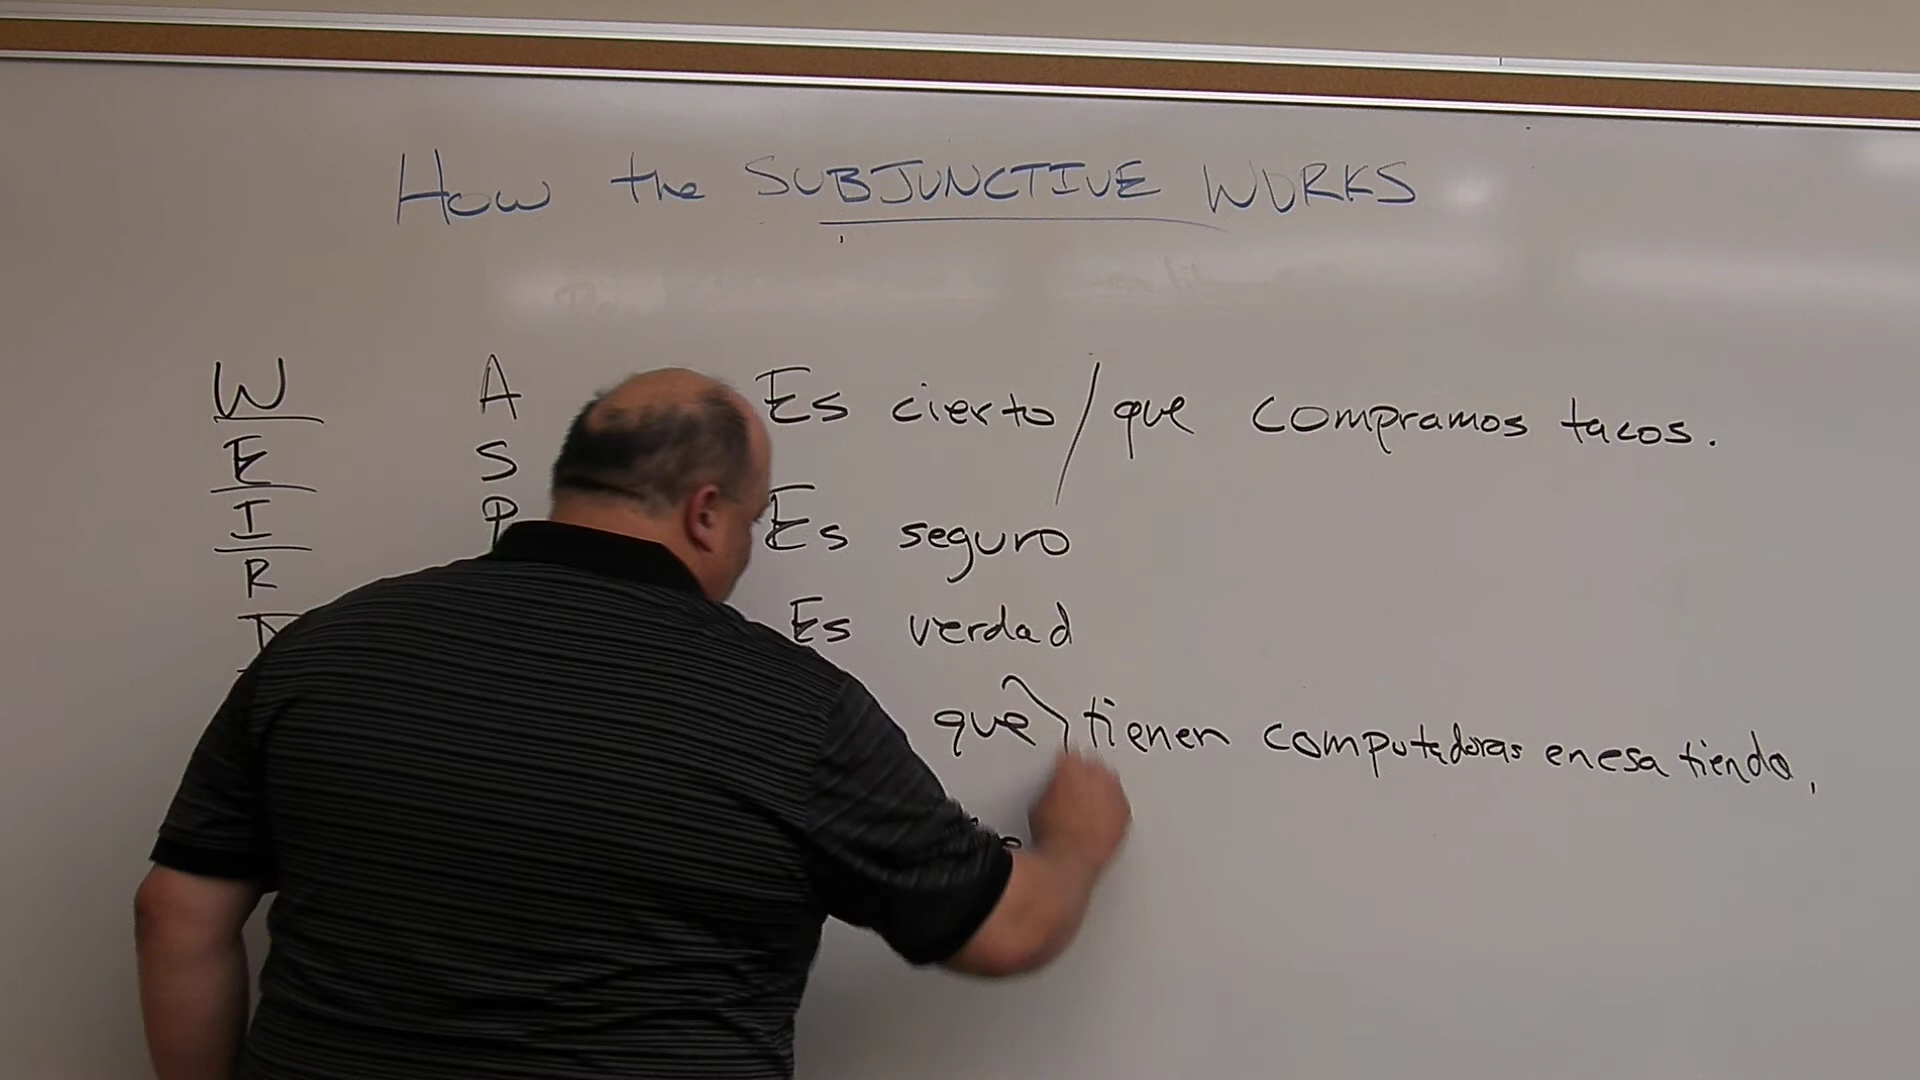 How the SUBJUNCTIVE WORKS
W
E
I
R
D
A
S
P
Es cierto / que compramos tacos.
Es seguro
Es verdad
que tienen computadoras en esa tienda.